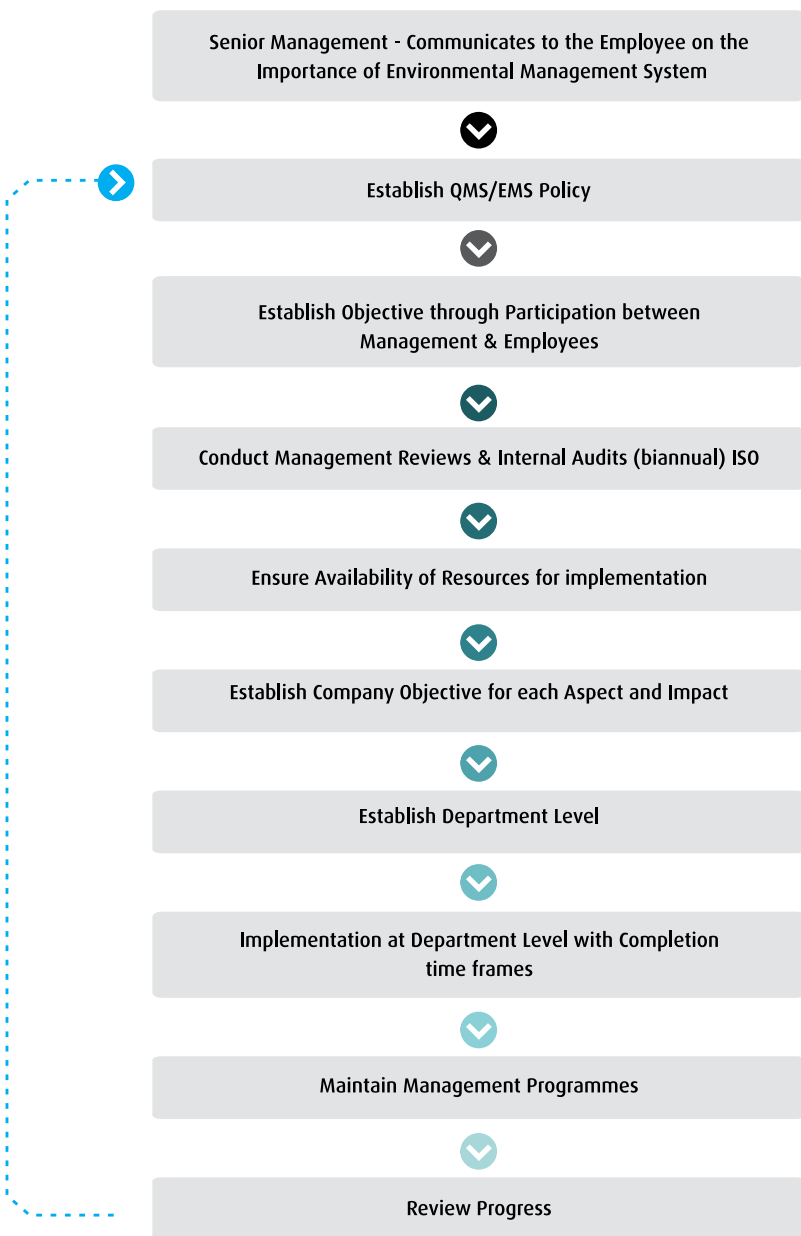 Senior Management - Communicates to the Employee on the
Importance of Environmental Management System
Establish QMS/EMS Policy
Establish Objective through Participation between
Management & Employees
Conduct Management Reviews & Internal Audits (biannual) ISO
Ensure Availability of Resources for implementation
Establish Company Objective for each Aspect and Impact
Establish Department Level
Implementation at Department Level with Completion
time frames
Maintain Management Programmes
Review Progress